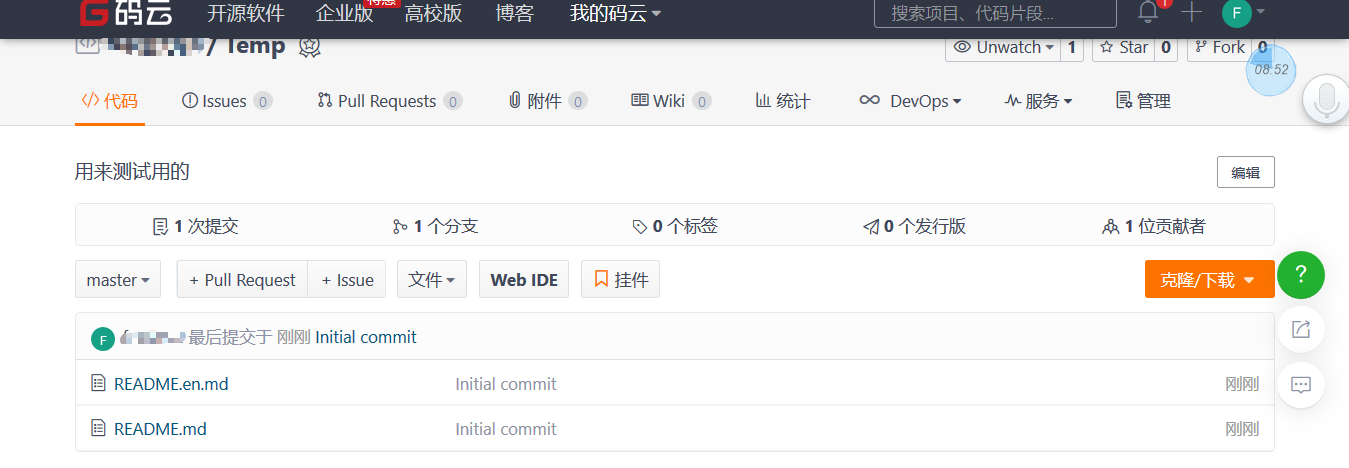 G 码云 开源软件 企业版 特惠 高校版 博客 我的码云 搜索项目、代码片段... 1 F
/ Temp Unwatch 1 Star 0 Fork 0
08:52
代码 Issues 0 Pull Requests 0 附件 0 Wiki 0 统计 DevOps 服务 管理
用来测试用的 编辑
1 次提交 1 个分支 0 个标签 0 个发行版 1 位贡献者
master + Pull Request + Issue 文件 Web IDE 挂件 克隆/下载 ?
F 最后提交于 刚刚 Initial commit
README.en.md Initial commit 刚刚
README.md Initial commit 刚刚